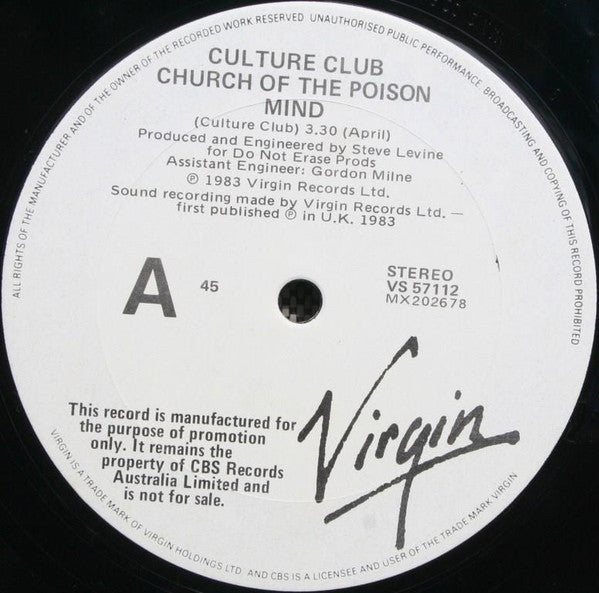 ALL RIGHTS OF THE MANUFACTURER AND OF THE OWNER OF THE RECORDED WORK RESERVED. UNAUTHORISED PUBLIC PERFORMANCE, BROADCASTING AND COPYING OF THIS RECORD PROHIBITED
CULTURE CLUB
CHURCH OF THE POISON
MIND
(Culture Club) 3.30 (April)
Produced and Engineered by Steve Levine
for Do Not Erase Prods
Assistant Engineer: Gordon Milne
℗ 1983 Virgin Records Ltd.
Sound recording made by Virgin Records Ltd. —
first published ℗ in U.K. 1983
A
45
STEREO
VS 57112
MX202678
This record is manufactured for
the purpose of promotion
only. It remains the
property of CBS Records
Australia Limited and
is not for sale.
Virgin
VIRGIN IS A TRADE MARK OF VIRGIN HOLDINGS LTD AND CBS IS A LICENSEE AND USER OF THE TRADE MARK VIRGIN